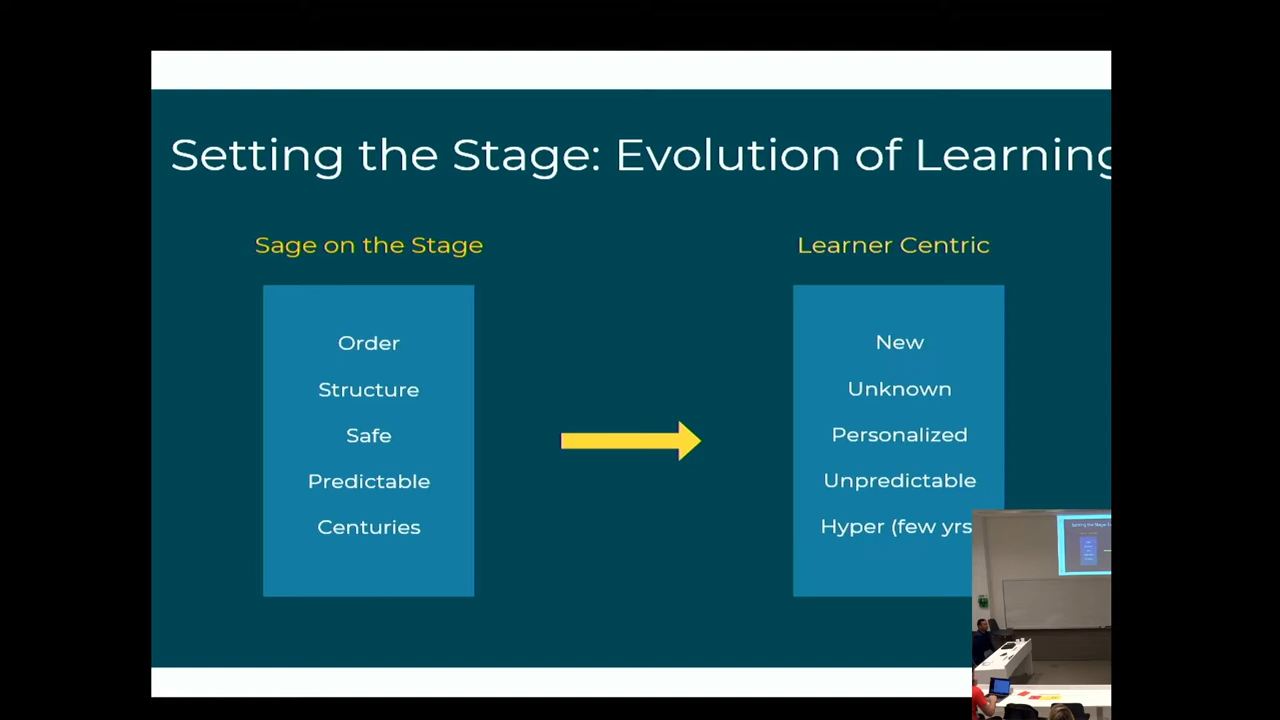 Setting the Stage: Evolution of Learning
Sage on the Stage
Learner Centric
Order
Structure
Safe
Predictable
Centuries
New
Unknown
Personalized
Unpredictable
Hyper (few yrs